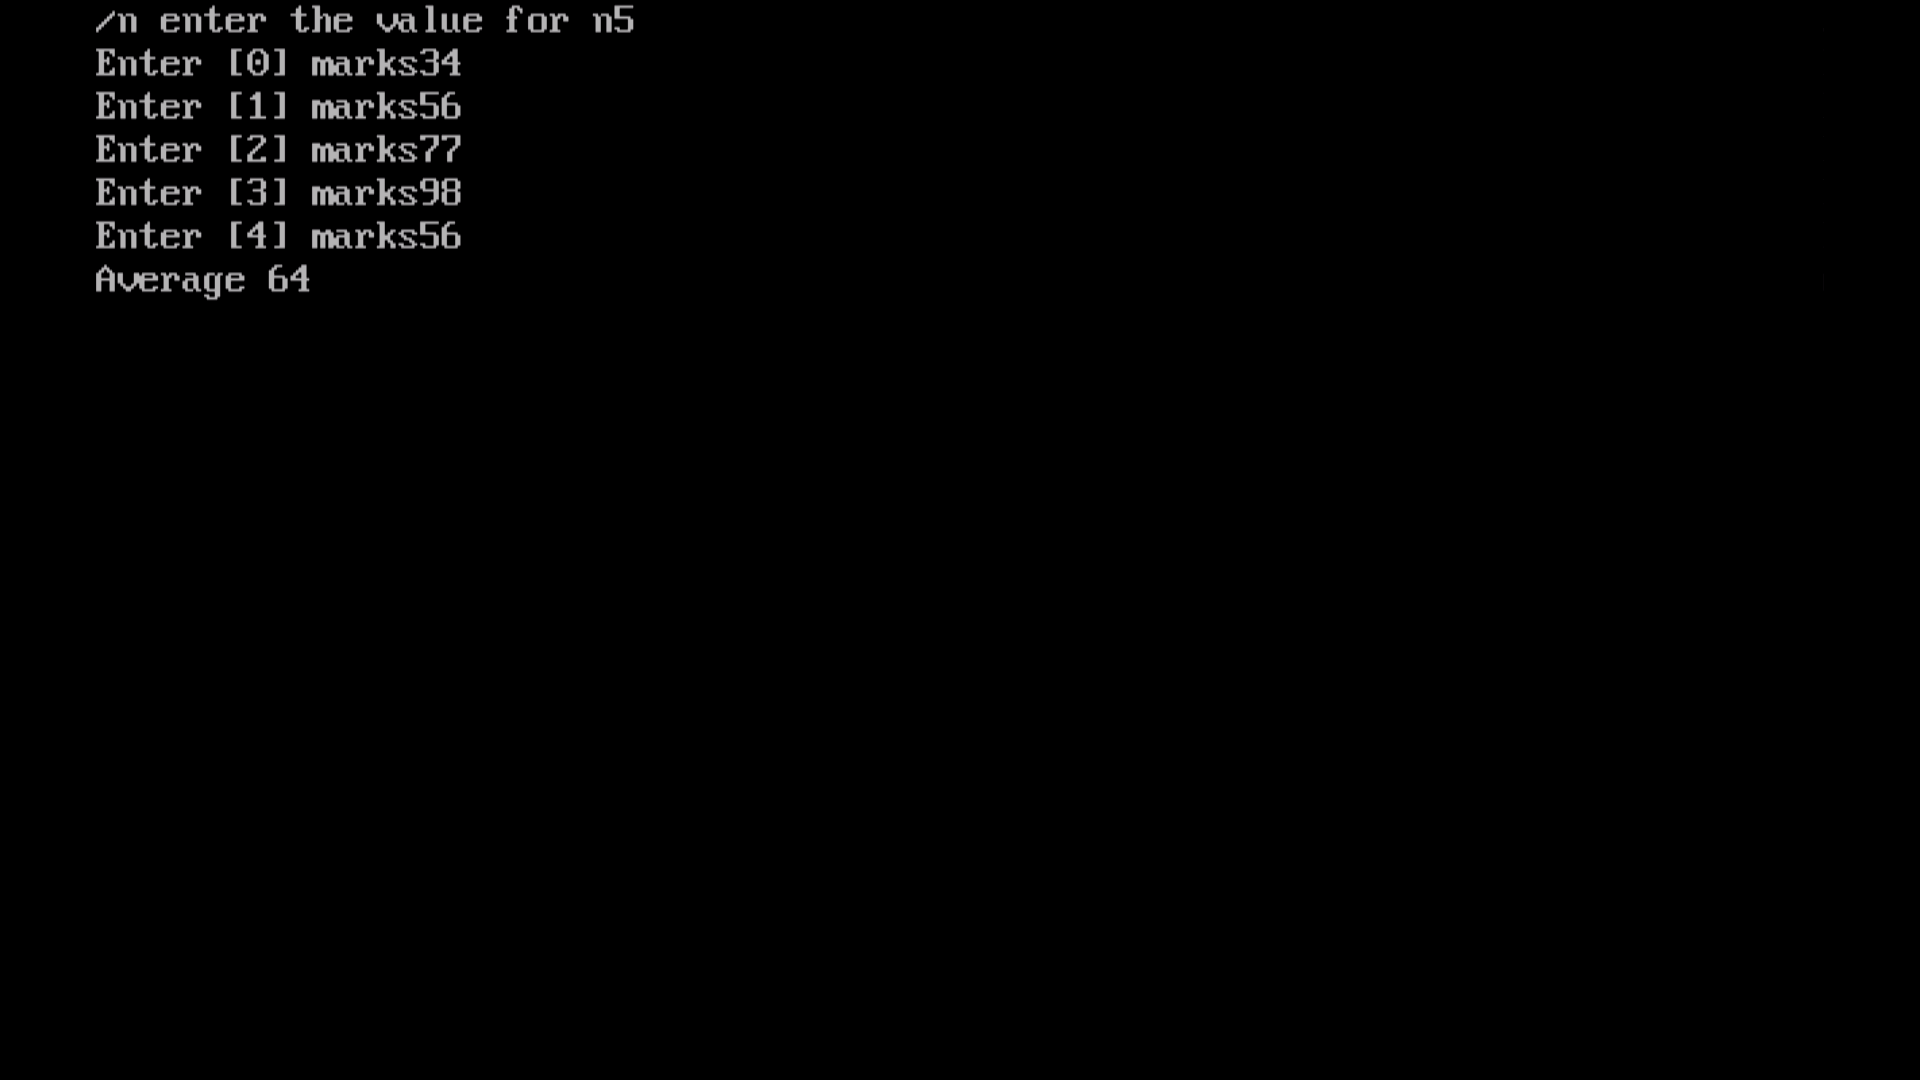 /n enter the value for n5
Enter [0] marks34
Enter [1] marks56
Enter [2] marks77
Enter [3] marks98
Enter [4] marks56
Average 64